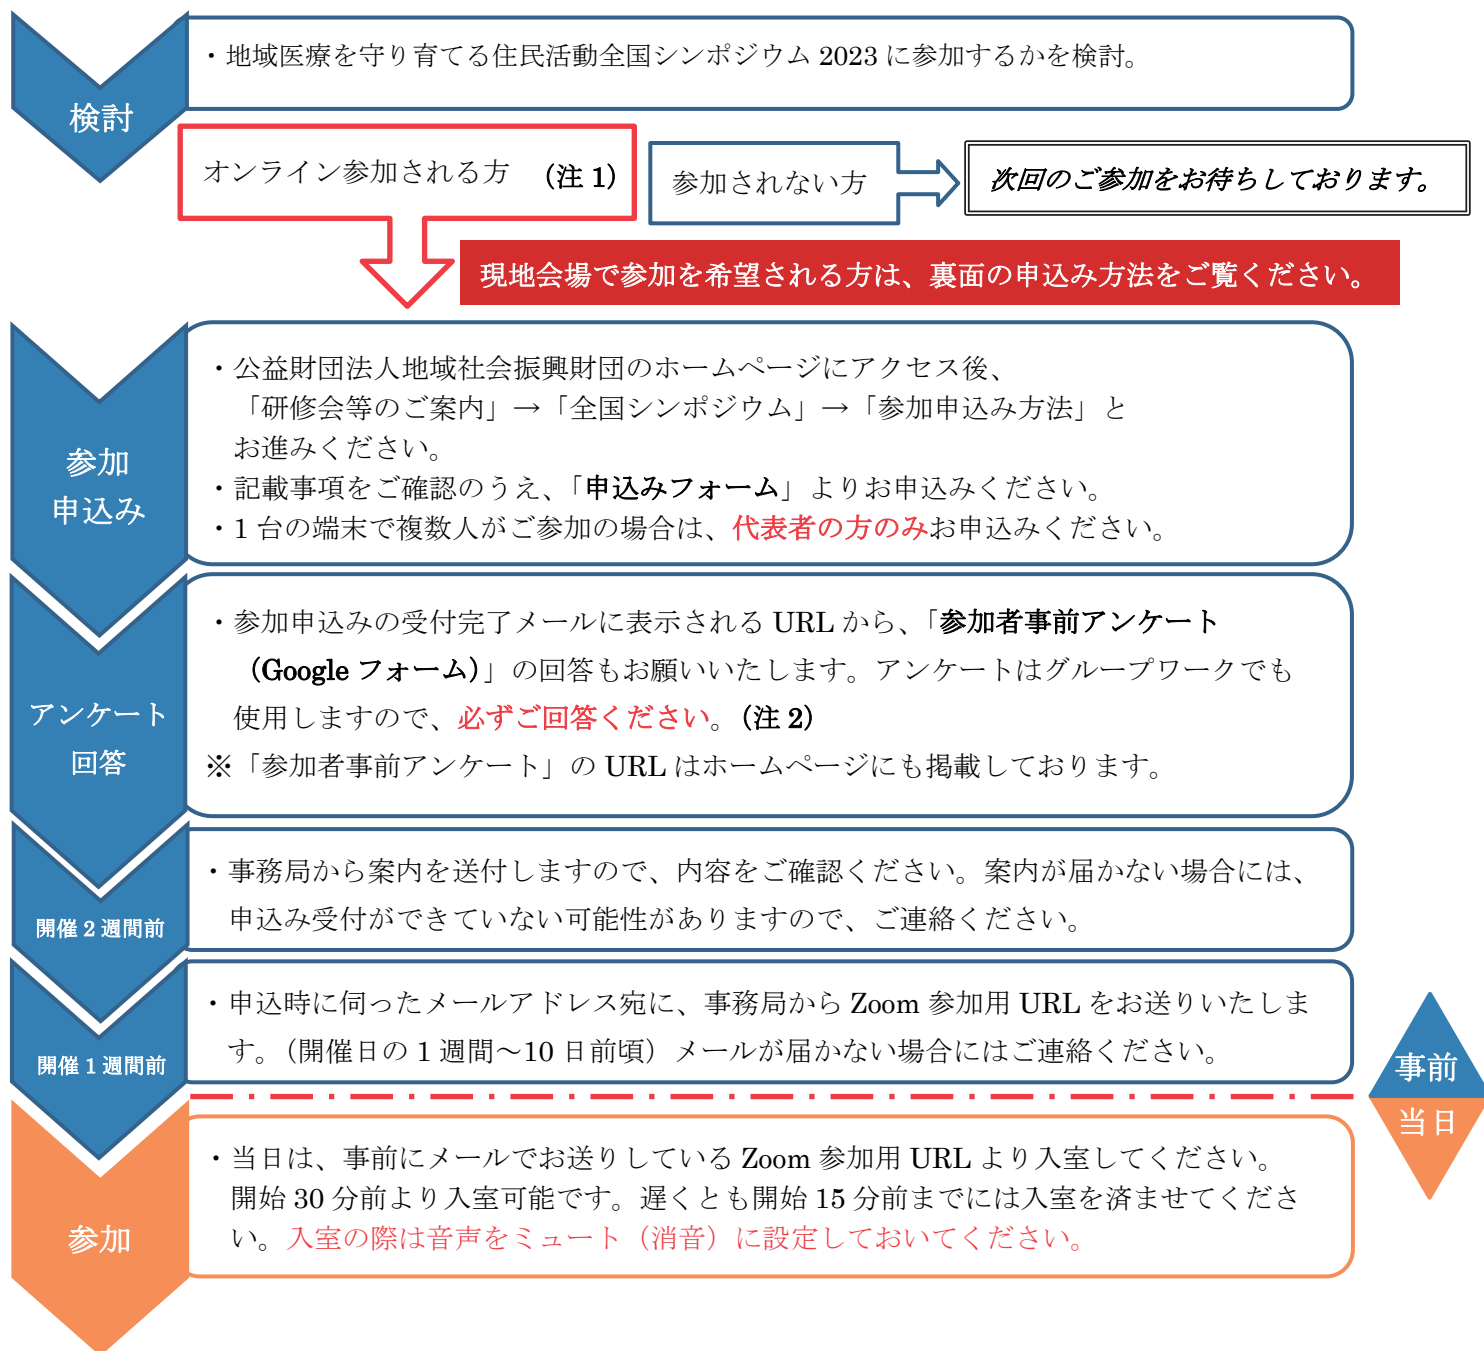 ・地域医療を守り育てる住民活動全国シンポジウム 2023 に参加するかを検討。
検討
オンライン参加される方 (注 1)
参加されない方
次回のご参加をお待ちしております。
現地会場で参加を希望される方は、裏面の申込み方法をご覧ください。
参加
申込み
・公益財団法人地域社会振興財団のホームページにアクセス後、
「研修会等のご案内」→「全国シンポジウム」→「参加申込み方法」と
お進みください。
・記載事項をご確認のうえ、「申込みフォーム」よりお申込みください。
・1 台の端末で複数人がご参加の場合は、代表者の方のみお申込みください。
アンケート
回答
・参加申込みの受付完了メールに表示される URL から、「参加者事前アンケート
(Google フォーム)」の回答もお願いいたします。アンケートはグループワークでも
使用しますので、必ずご回答ください。(注 2)
※「参加者事前アンケート」の URL はホームページにも掲載しております。
開催 2 週間前
・事務局から案内を送付しますので、内容をご確認ください。案内が届かない場合には、
申込み受付ができていない可能性がありますので、ご連絡ください。
開催 1 週間前
・申込時に伺ったメールアドレス宛に、事務局から Zoom 参加用 URL をお送りいたしま
す。（開催日の 1 週間～10 日前頃）メールが届かない場合にはご連絡ください。
事前
当日
参加
・当日は、事前にメールでお送りしている Zoom 参加用 URL より入室してください。
開始 30 分前より入室可能です。遅くとも開始 15 分前までには入室を済ませてくださ
い。入室の際は音声をミュート（消音）に設定しておいてください。